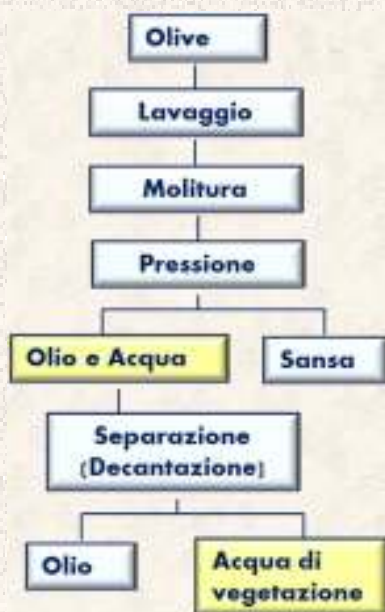 Olive
Lavaggio
Molitura
Pressione
Olio e Acqua
Sansa
Separazione
(Decantazione)
Olio
Acqua di
vegetazione